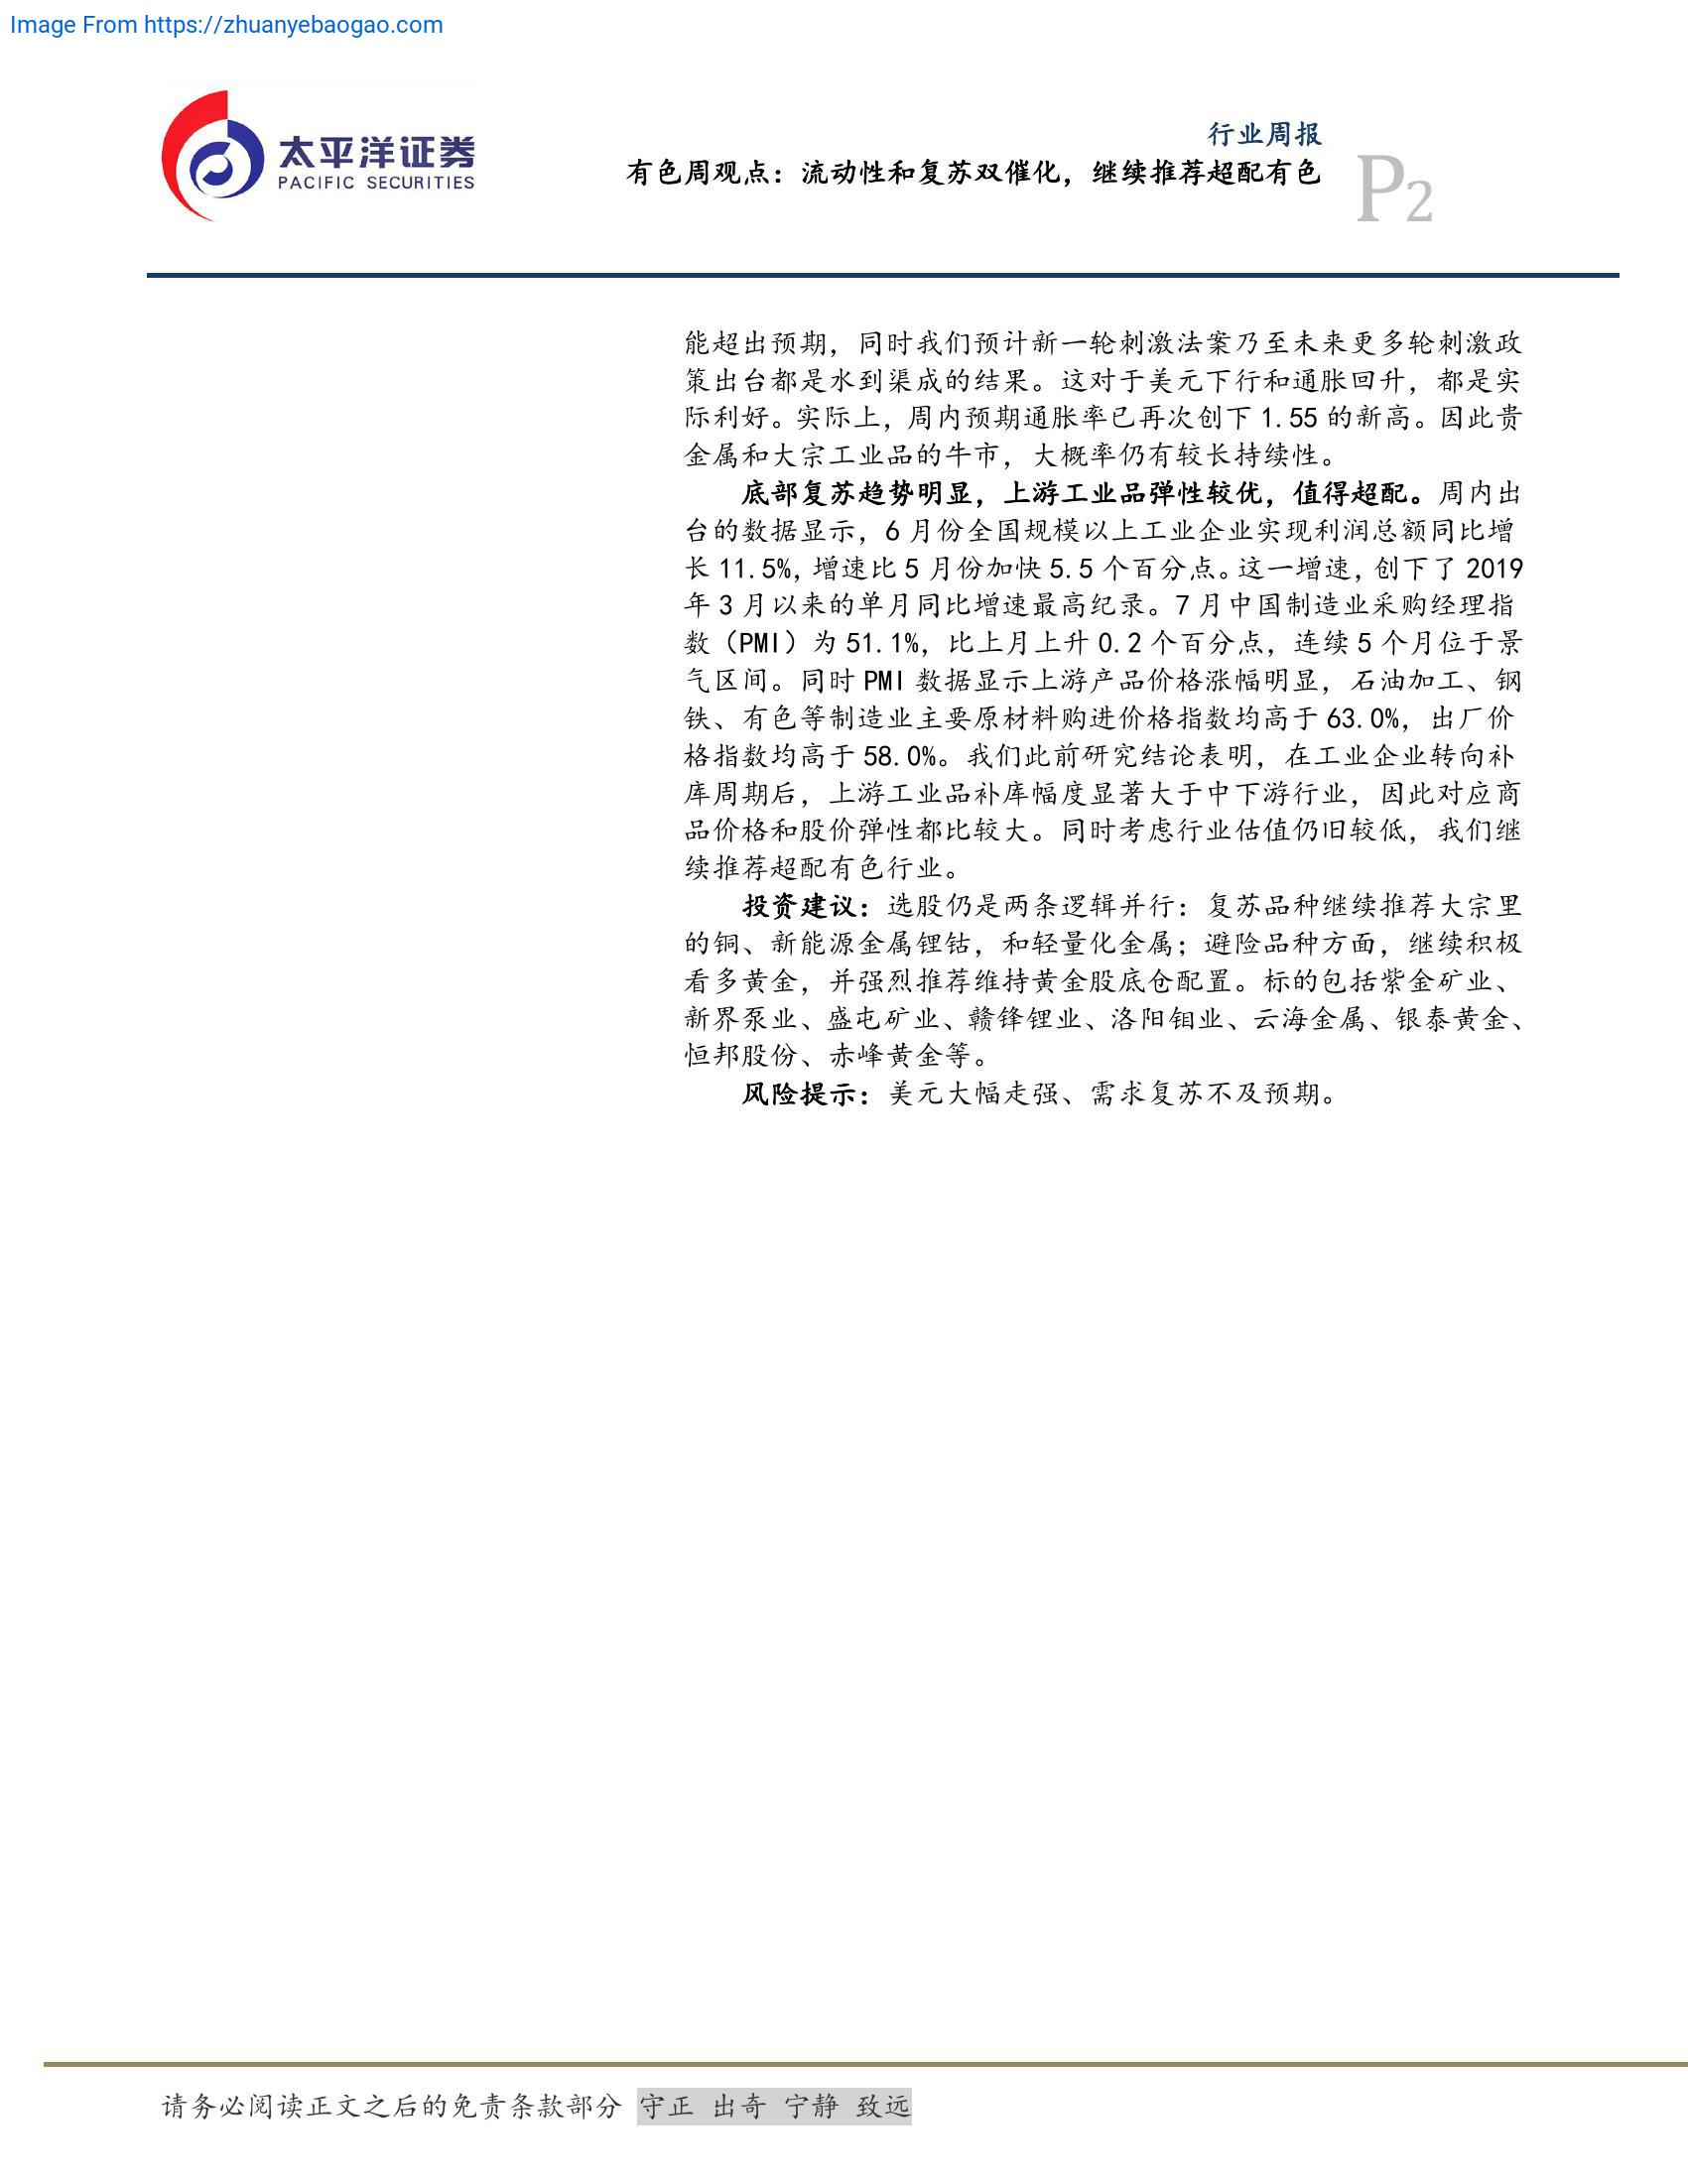 Image From https://zhuanyebaogao.com
太平洋证券
PACIFIC SECURITIES
行业周报
有色周观点：流动性和复苏双催化，继续推荐超配有色
P2
能超出预期，同时我们预计新一轮刺激法案乃至未来更多轮刺激政
策出台都是水到渠成的结果。这对于美元下行和通胀回升，都是实
际利好。实际上，周内预期通胀率已再次创下 1.55 的新高。因此贵
金属和大宗工业品的牛市，大概率仍有较长持续性。
底部复苏趋势明显，上游工业品弹性较优，值得超配。周内出
台的数据显示，6 月份全国规模以上工业企业实现利润总额同比增
长 11.5%，增速比 5 月份加快 5.5 个百分点。这一增速，创下了 2019
年 3 月以来的单月同比增速最高纪录。7 月中国制造业采购经理指
数（PMI）为 51.1%，比上月上升 0.2 个百分点，连续 5 个月位于景
气区间。同时 PMI 数据显示上游产品价格涨幅明显，石油加工、钢
铁、有色等制造业主要原材料购进价格指数均高于 63.0%，出厂价
格指数均高于 58.0%。我们此前研究结论表明，在工业企业转向补
库周期后，上游工业品补库幅度显著大于中下游行业，因此对应商
品价格和股价弹性都比较大。同时考虑行业估值仍旧较低，我们继
续推荐超配有色行业。
投资建议：选股仍是两条逻辑并行：复苏品种继续推荐大宗里
的铜、新能源金属锂钴，和轻量化金属；避险品种方面，继续积极
看多黄金，并强烈推荐维持黄金股底仓配置。标的包括紫金矿业、
新界泵业、盛屯矿业、赣锋锂业、洛阳钼业、云海金属、银泰黄金、
恒邦股份、赤峰黄金等。
风险提示：美元大幅走强、需求复苏不及预期。
请务必阅读正文之后的免责条款部分 守正 出奇 宁静 致远